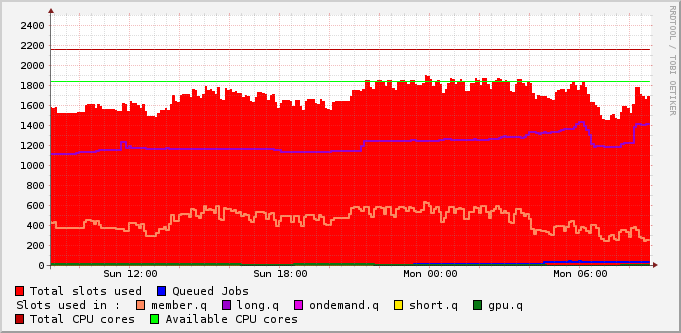 RRDTOOL / TOBI OETIKER
2400
2200
2000
1800
1600
1400
1200
1000
800
600
400
200
0
Sun 12:00 Sun 18:00 Mon 00:00 Mon 06:00
Total slots used Queued Jobs
Slots used in : member.q long.q ondemand.q short.q gpu.q
Total CPU cores Available CPU cores